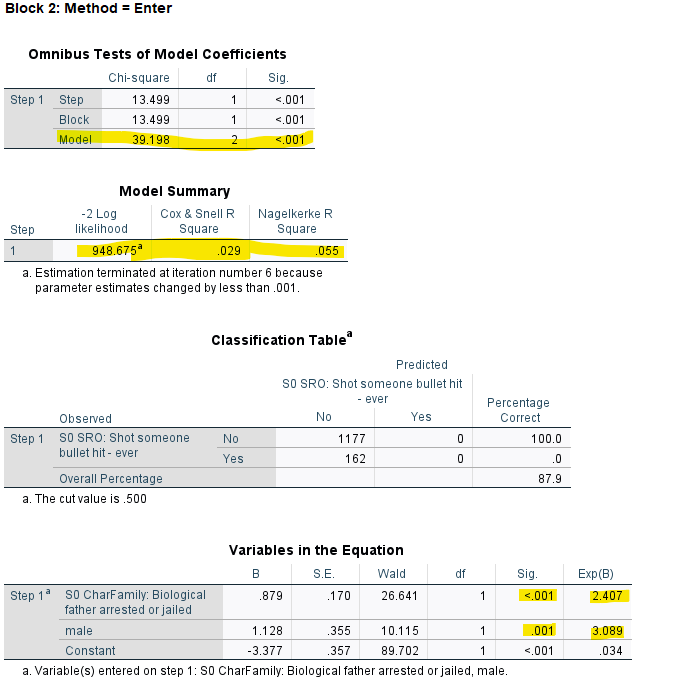 Block 2: Method = Enter
Omnibus Tests of Model Coefficients
Chi-square df Sig.
Step 1 Step 13.499 1 <.001
Block 13.499 1 <.001
Model 39.198 2 <.001
Model Summary
Step -2 Log likelihood Cox & Snell R Square Nagelkerke R Square
1 948.675a .029 .055
a. Estimation terminated at iteration number 6 because
parameter estimates changed by less than .001.
Classification Tablea
Predicted
S0 SRO: Shot someone bullet hit
- ever
Percentage
Correct
Observed No Yes
Step 1 S0 SRO: Shot someone bullet hit - ever No 1177 0 100.0
Yes 162 0 .0
Overall Percentage 87.9
a. The cut value is .500
Variables in the Equation
B S.E. Wald df Sig. Exp(B)
Step 1a S0 CharFamily: Biological father arrested or jailed .879 .170 26.641 1 <.001 2.407
male 1.128 .355 10.115 1 .001 3.089
Constant -3.377 .357 89.702 1 <.001 .034
a. Variable(s) entered on step 1: S0 CharFamily: Biological father arrested or jailed, male.